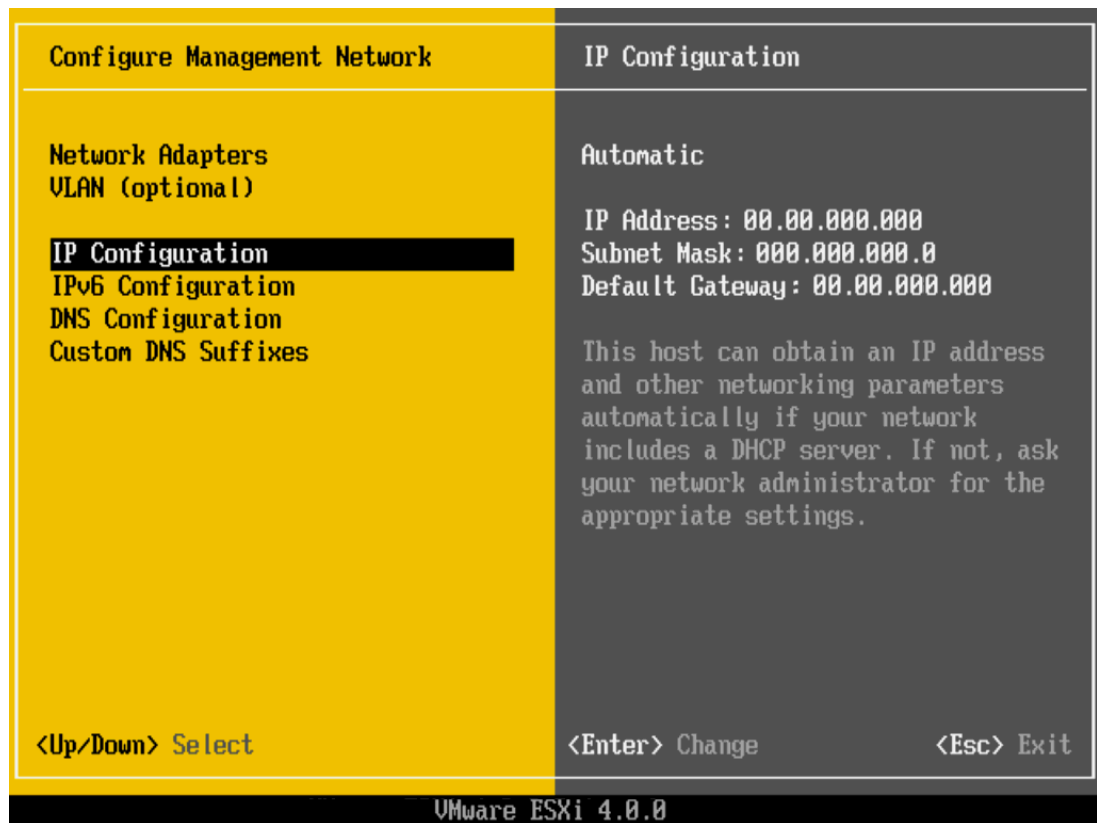 Configure Management Network
Network Adapters
VLAN (optional)
IP Configuration
IPv6 Configuration
DNS Configuration
Custom DNS Suffixes
<Up/Down> Select
IP Configuration
Automatic
IP Address: 00.00.000.000
Subnet Mask: 000.000.000.0
Default Gateway: 00.00.000.000
This host can obtain an IP address
and other networking parameters
automatically if your network
includes a DHCP server. If not, ask
your network administrator for the
appropriate settings.
<Enter> Change <Esc> Exit
VMware ESXi 4.0.0